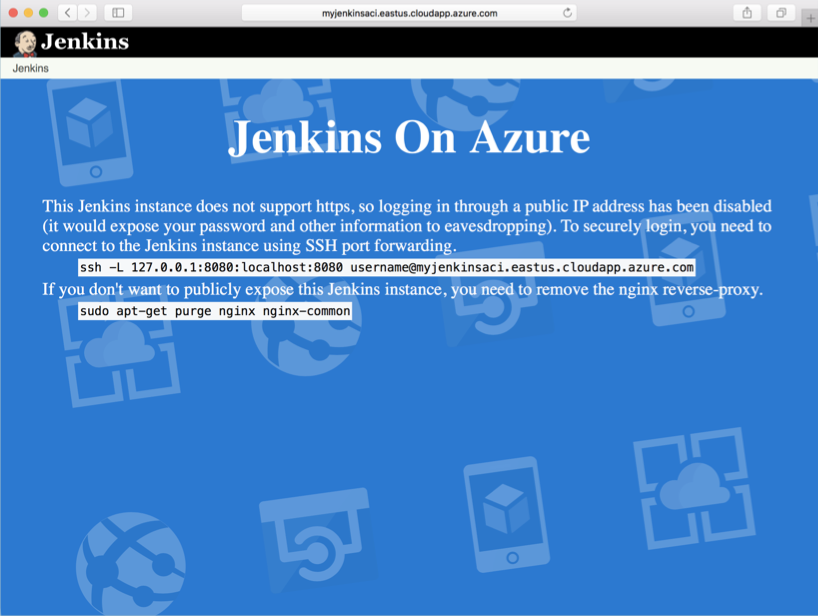 myjenkinsaci.eastus.cloudapp.azure.com
Jenkins
Jenkins
Jenkins On Azure
This Jenkins instance does not support https, so logging in through a public IP address has been disabled
(it would expose your password and other information to eavesdropping). To securely login, you need to
connect to the Jenkins instance using SSH port forwarding.
ssh -L 127.0.0.1:8080:localhost:8080 username@myjenkinsaci.eastus.cloudapp.azure.com
If you don't want to publicly expose this Jenkins instance, you need to remove the nginx reverse-proxy.
sudo apt-get purge nginx nginx-common